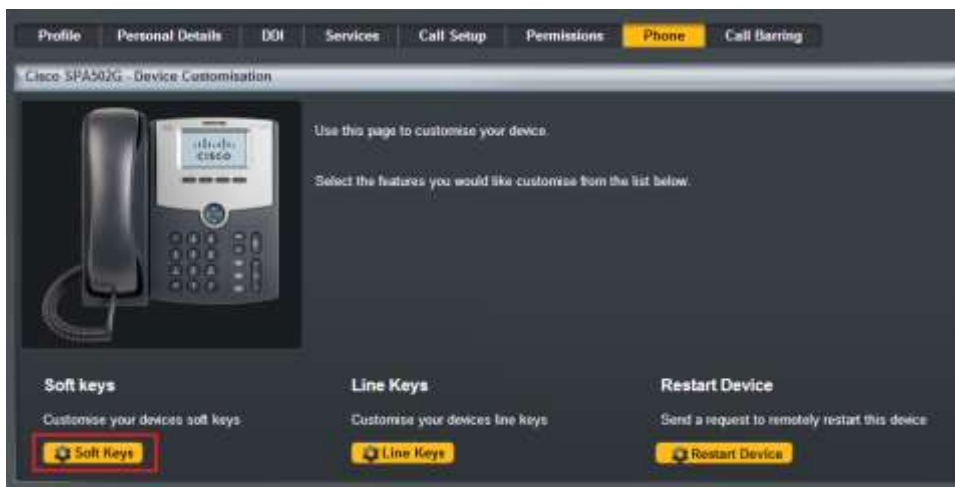 Profile
Personal Details
DDI
Services
Call Setup
Permissions
Phone
Call Barring
Cisco SPA502G - Device Customisation
CISCO
Use this page to customise your device.
Select the features you would like customise from the list below.
Soft keys
Customise your devices soft keys
Soft Keys
Line Keys
Customise your devices line keys
Line Keys
Restart Device
Send a request to remotely restart this device
Restart Device